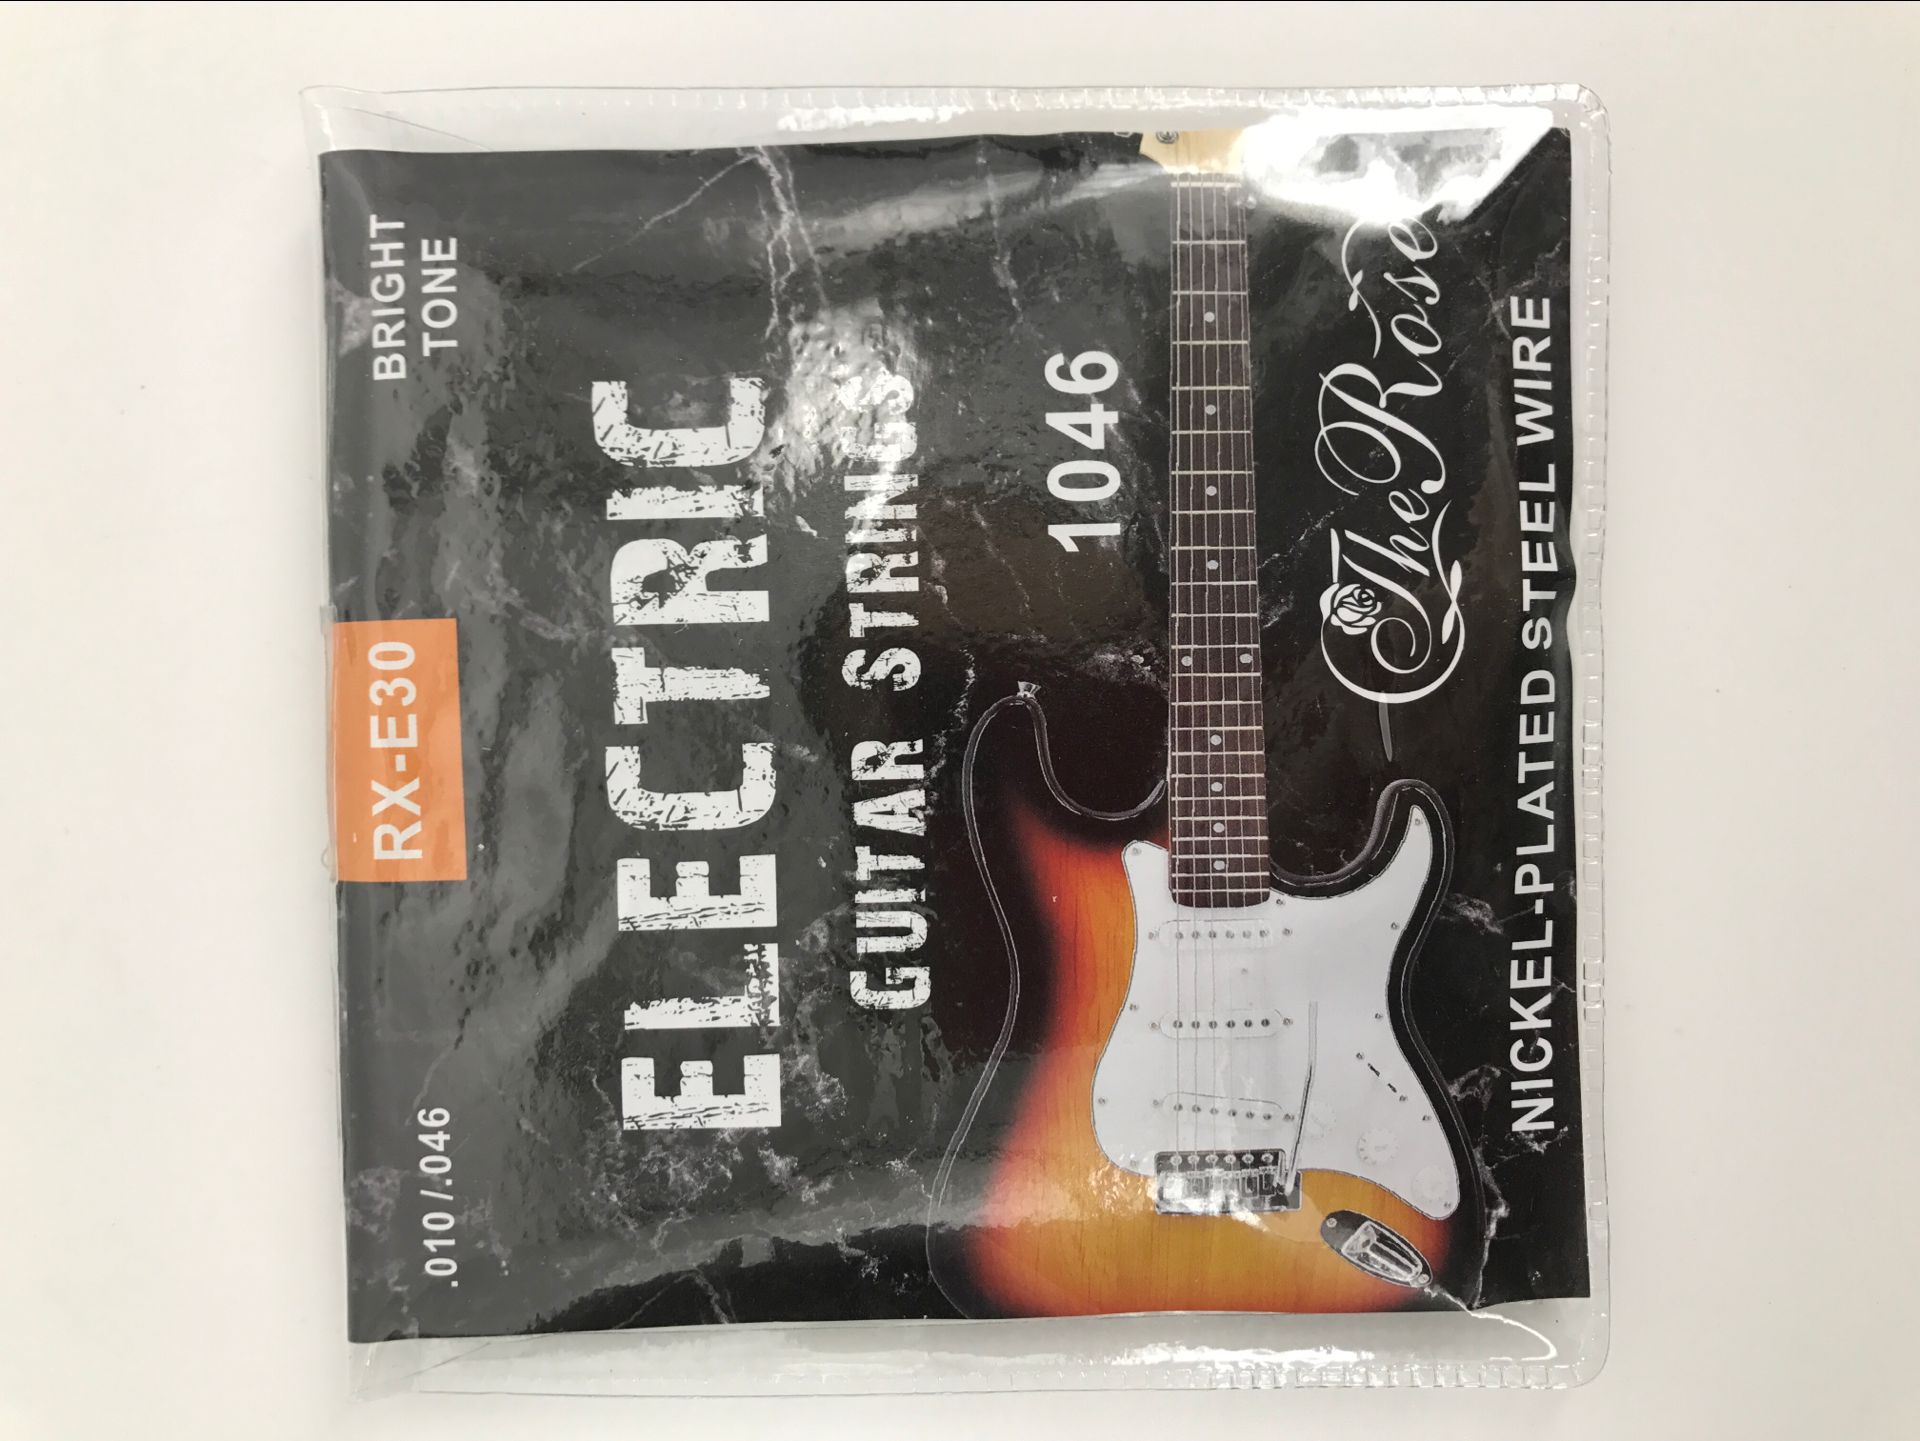 .010 /.046
RX-E30
BRIGHT
TONE
ELECTRIC
GUITAR STRINGS
1046
The Rose
NICKEL-PLATED STEEL WIRE